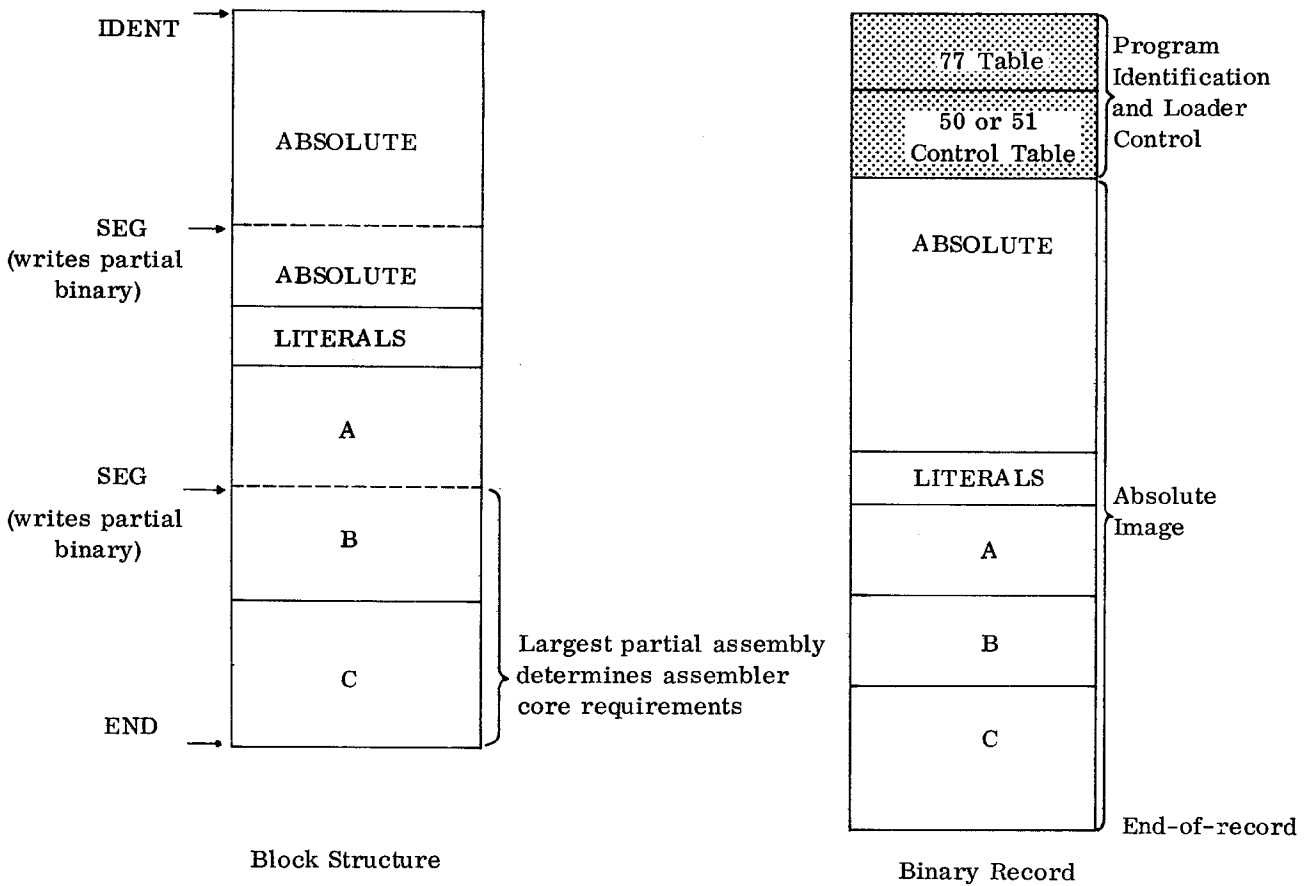 IDENT
ABSOLUTE
SEG
(writes partial
binary)
ABSOLUTE
LITERALS
A
SEG
(writes partial
binary)
B
C
END
Largest partial assembly
determines assembler
core requirements
Block Structure
77 Table
50 or 51
Control Table
Program
Identification
and Loader
Control
ABSOLUTE
LITERALS
A
B
C
Absolute
Image
End-of-record
Binary Record